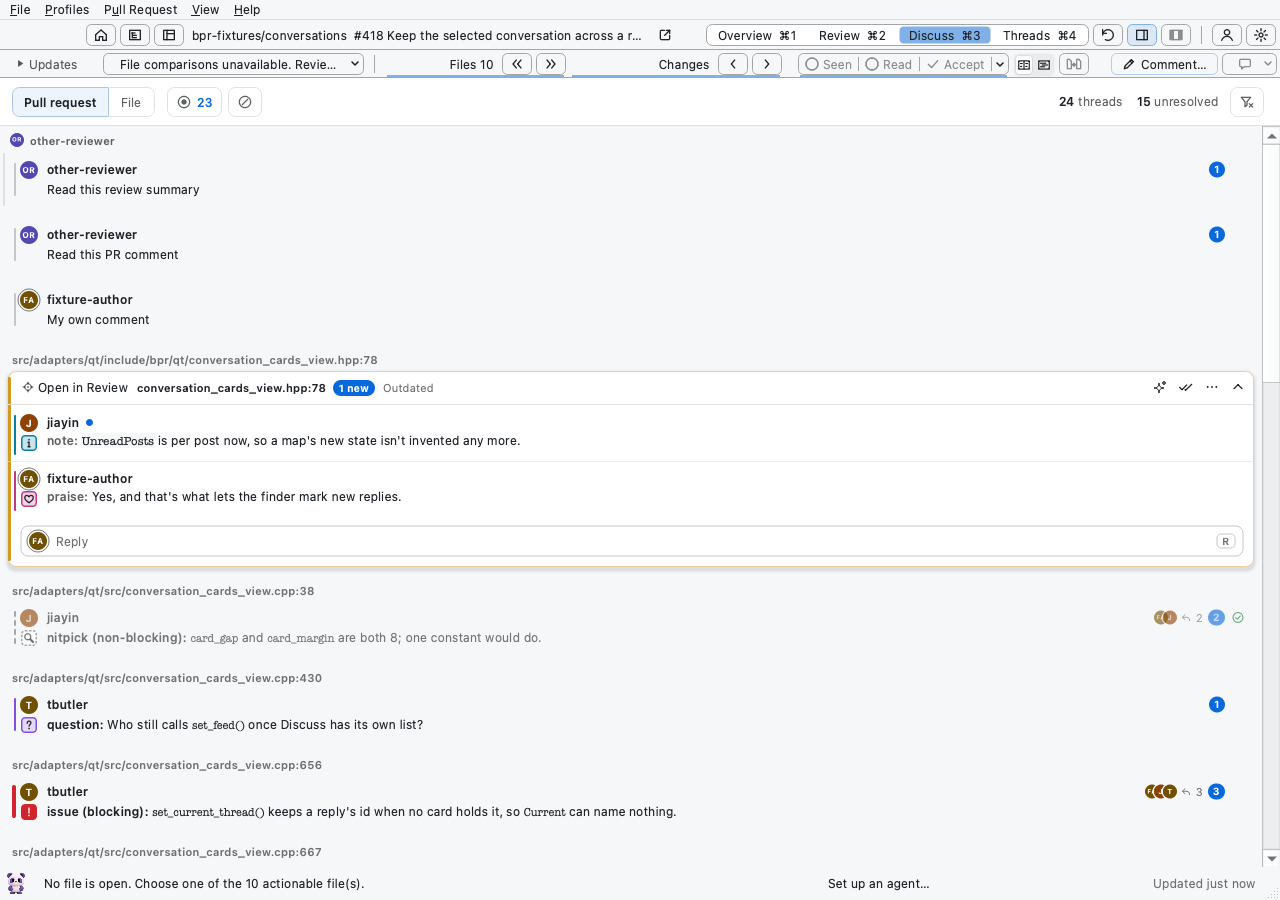 File Profiles Pull Request View Help
bpr-fixtures/conversations #418 Keep the selected conversation across a r... Overview ⌘1 Review ⌘2 Discuss ⌘3 Threads ⌘4
Updates File comparisons unavailable. Revie... Files 10 Changes Seen Read Accept Comment...
Pull request File 23 24 threads 15 unresolved
OR other-reviewer
OR other-reviewer 1
Read this review summary
OR other-reviewer 1
Read this PR comment
FA fixture-author
My own comment
src/adapters/qt/include/bpr/qt/conversation_cards_view.hpp:78
Open in Review conversation_cards_view.hpp:78 1 new Outdated
J jiayin
note: UnreadPosts is per post now, so a map's new state isn't invented any more.
FA fixture-author
praise: Yes, and that's what lets the finder mark new replies.
FA Reply R
src/adapters/qt/src/conversation_cards_view.cpp:38
J jiayin J 2 2
nitpick (non-blocking): card_gap and card_margin are both 8; one constant would do.
src/adapters/qt/src/conversation_cards_view.cpp:430
T tbutler 1
? question: Who still calls set_feed() once Discuss has its own list?
src/adapters/qt/src/conversation_cards_view.cpp:656
T tbutler J T 3 3
! issue (blocking): set_current_thread() keeps a reply's id when no card holds it, so Current can name nothing.
src/adapters/qt/src/conversation_cards_view.cpp:667
No file is open. Choose one of the 10 actionable file(s). Set up an agent... Updated just now